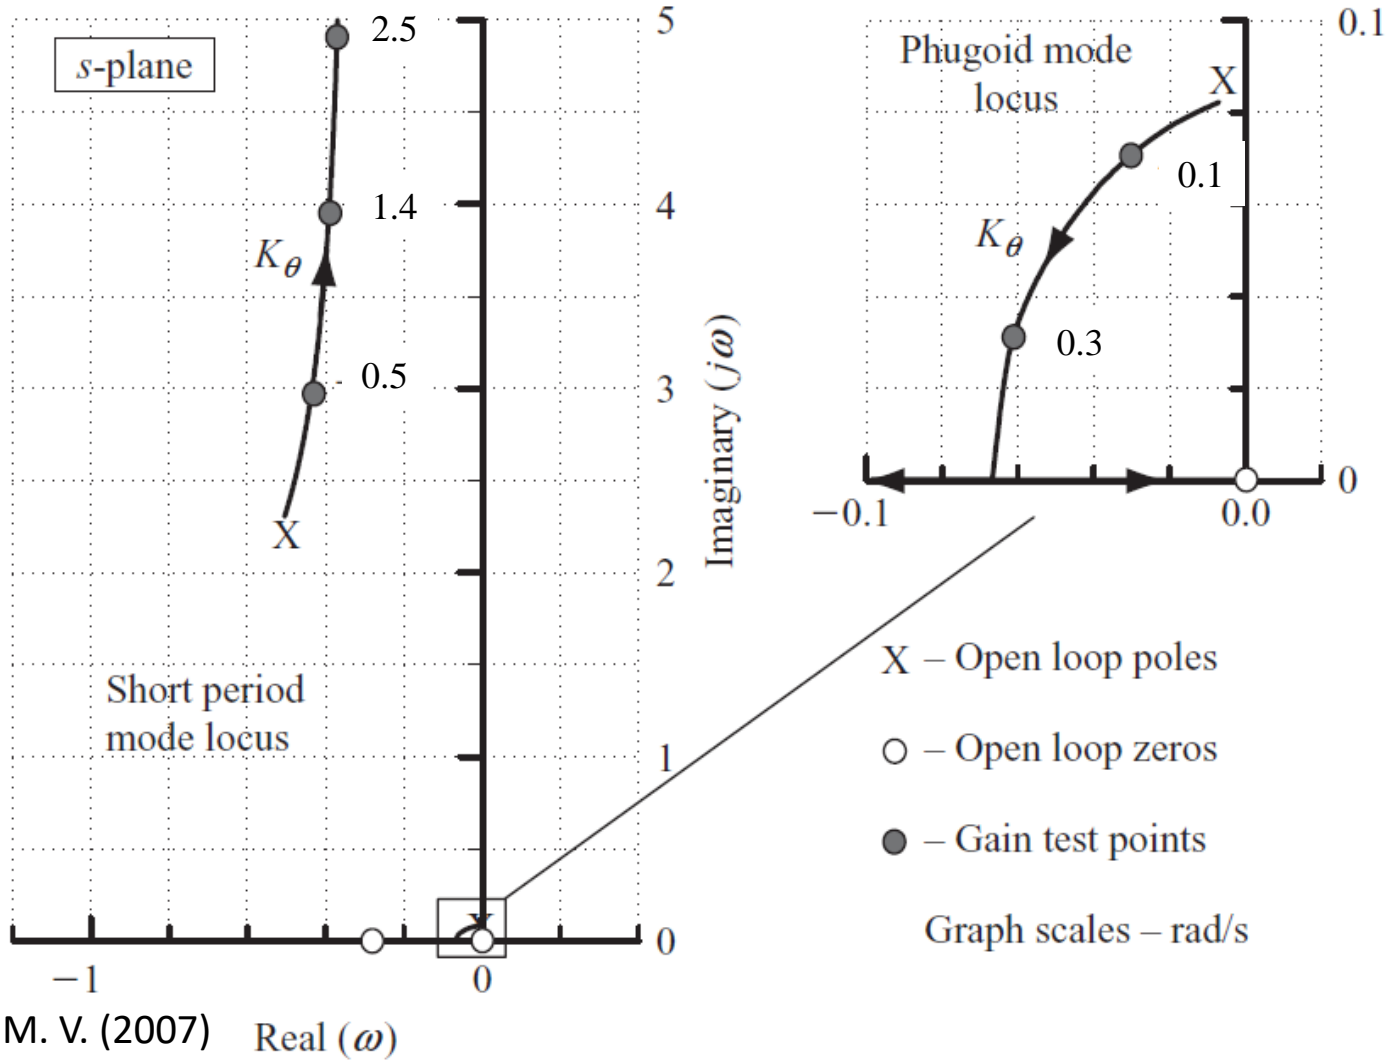 s-plane
2.5
1.4
K_θ
0.5
X
Short period
mode locus
5
4
3
2
1
0
Imaginary (jω)
X
−1
0
Real (ω)
M. V. (2007)
Phugoid mode
locus
X
0.1
0.1
K_θ
0.3
0
−0.1
0.0
X – Open loop poles
– Open loop zeros
– Gain test points
Graph scales – rad/s